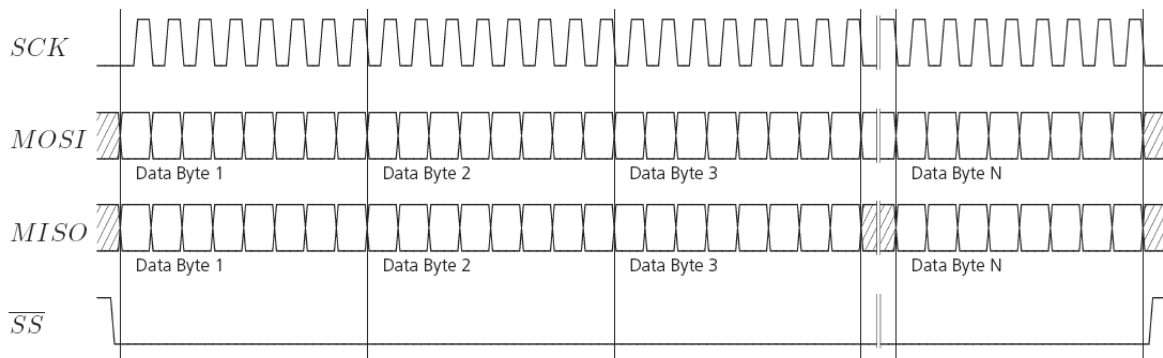 SCK
MOSI
Data Byte 1 Data Byte 2 Data Byte 3 Data Byte N
MISO
Data Byte 1 Data Byte 2 Data Byte 3 Data Byte N
S̅S̅